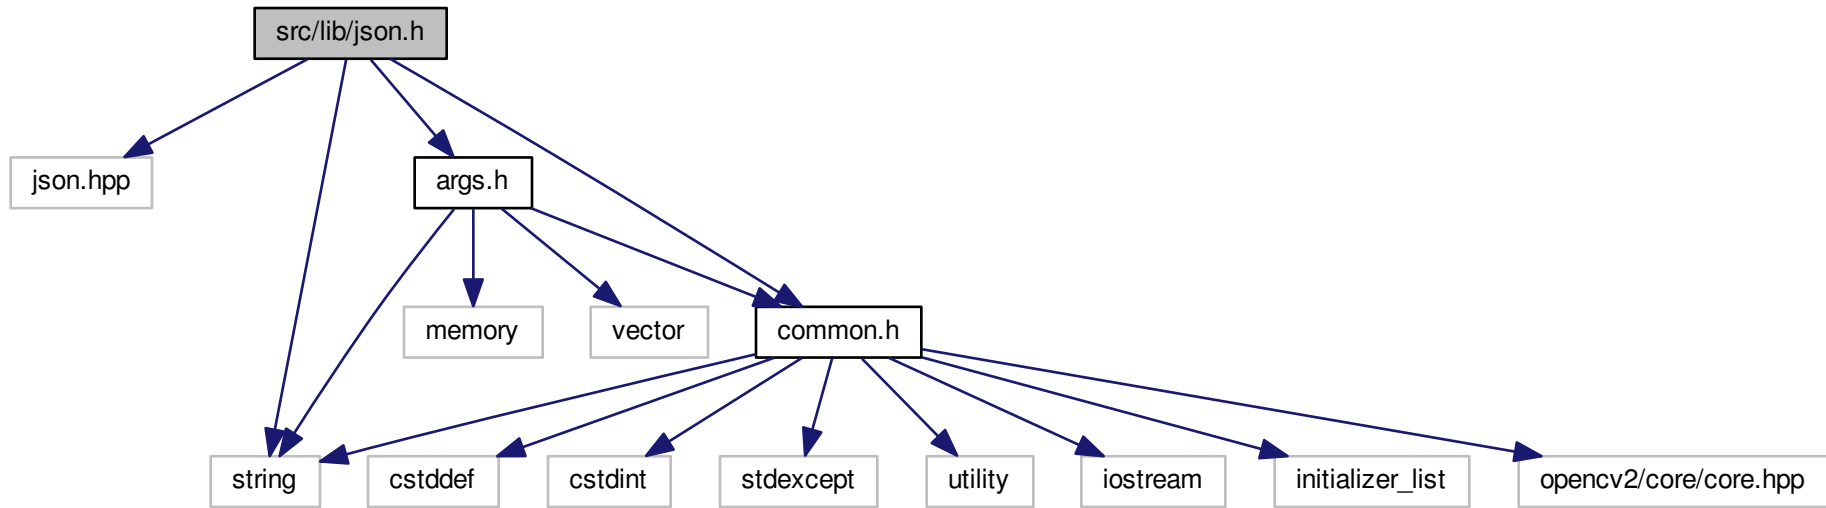 src/lib/json.h
json.hpp
args.h
memory
vector
common.h
string
cstddef
cstdint
stdexcept
utility
iostream
initializer_list
opencv2/core/core.hpp